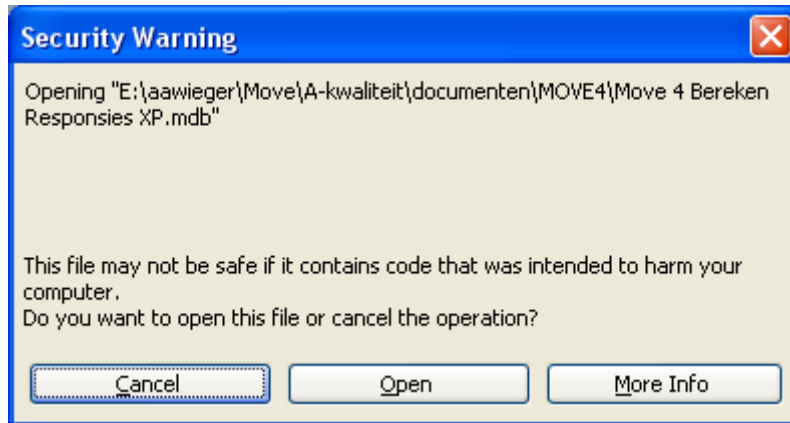 Security Warning
Opening "E:\aawieger\Move\A-kwaliteit\documenten\MOVE4\Move 4 Bereken
Responsies XP.mdb"
This file may not be safe if it contains code that was intended to harm your
computer.
Do you want to open this file or cancel the operation?
Cancel Open More Info